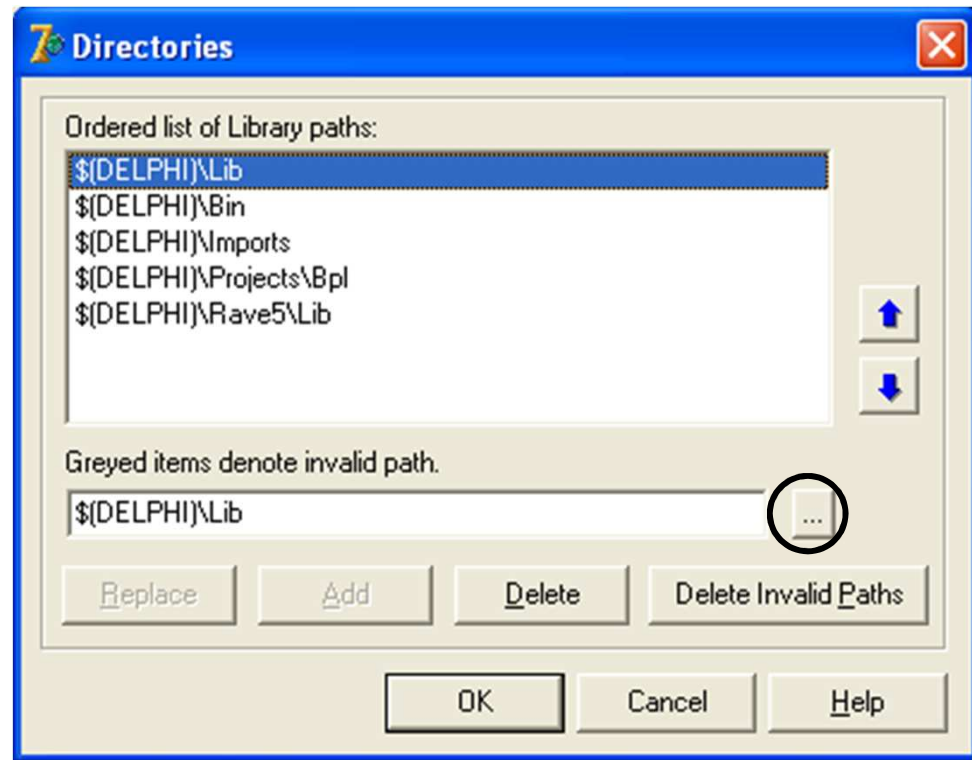 Directories
Ordered list of Library paths:
$(DELPHI)\Lib
$(DELPHI)\Bin
$(DELPHI)\Imports
$(DELPHI)\Projects\Bpl
$(DELPHI)\Rave5\Lib
Greyed items denote invalid path.
$(DELPHI)\Lib
...
Replace Add Delete Delete Invalid Paths
OK Cancel Help